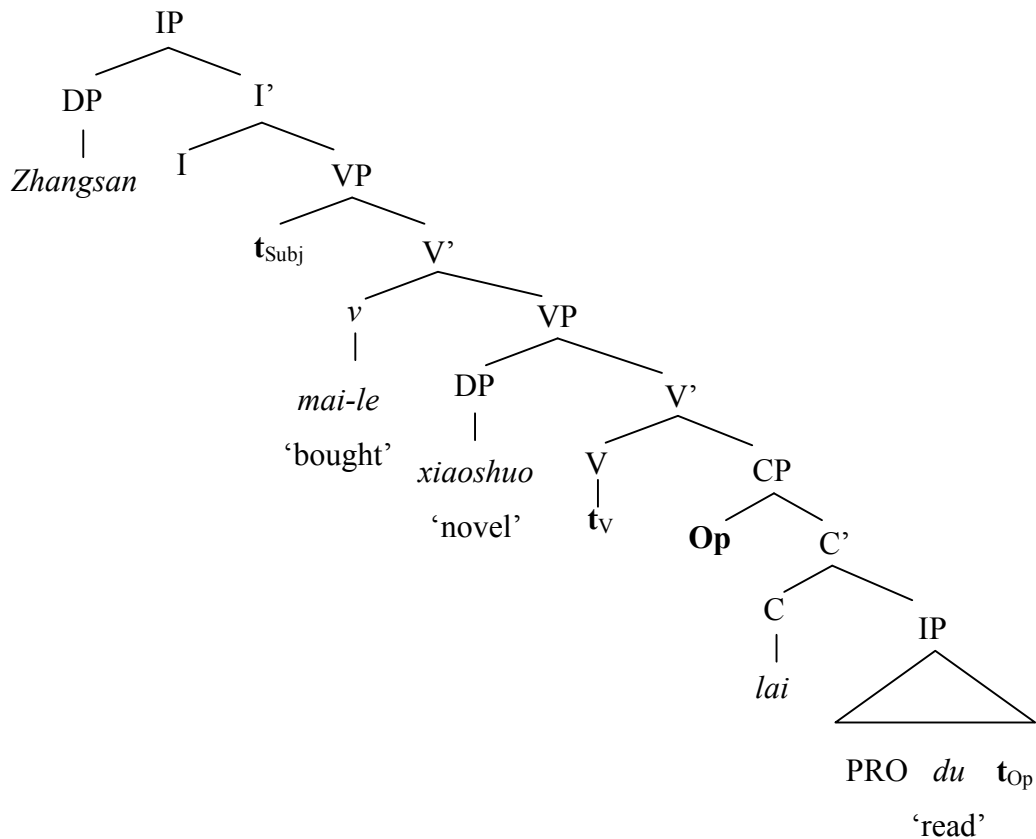 IP
DP I’
Zhangsan I VP
tSubj V’
v VP
mai-le DP V’
‘bought’ xiaoshuo V CP
‘novel’ tV Op C’
C IP
lai
PRO du tOp
‘read’